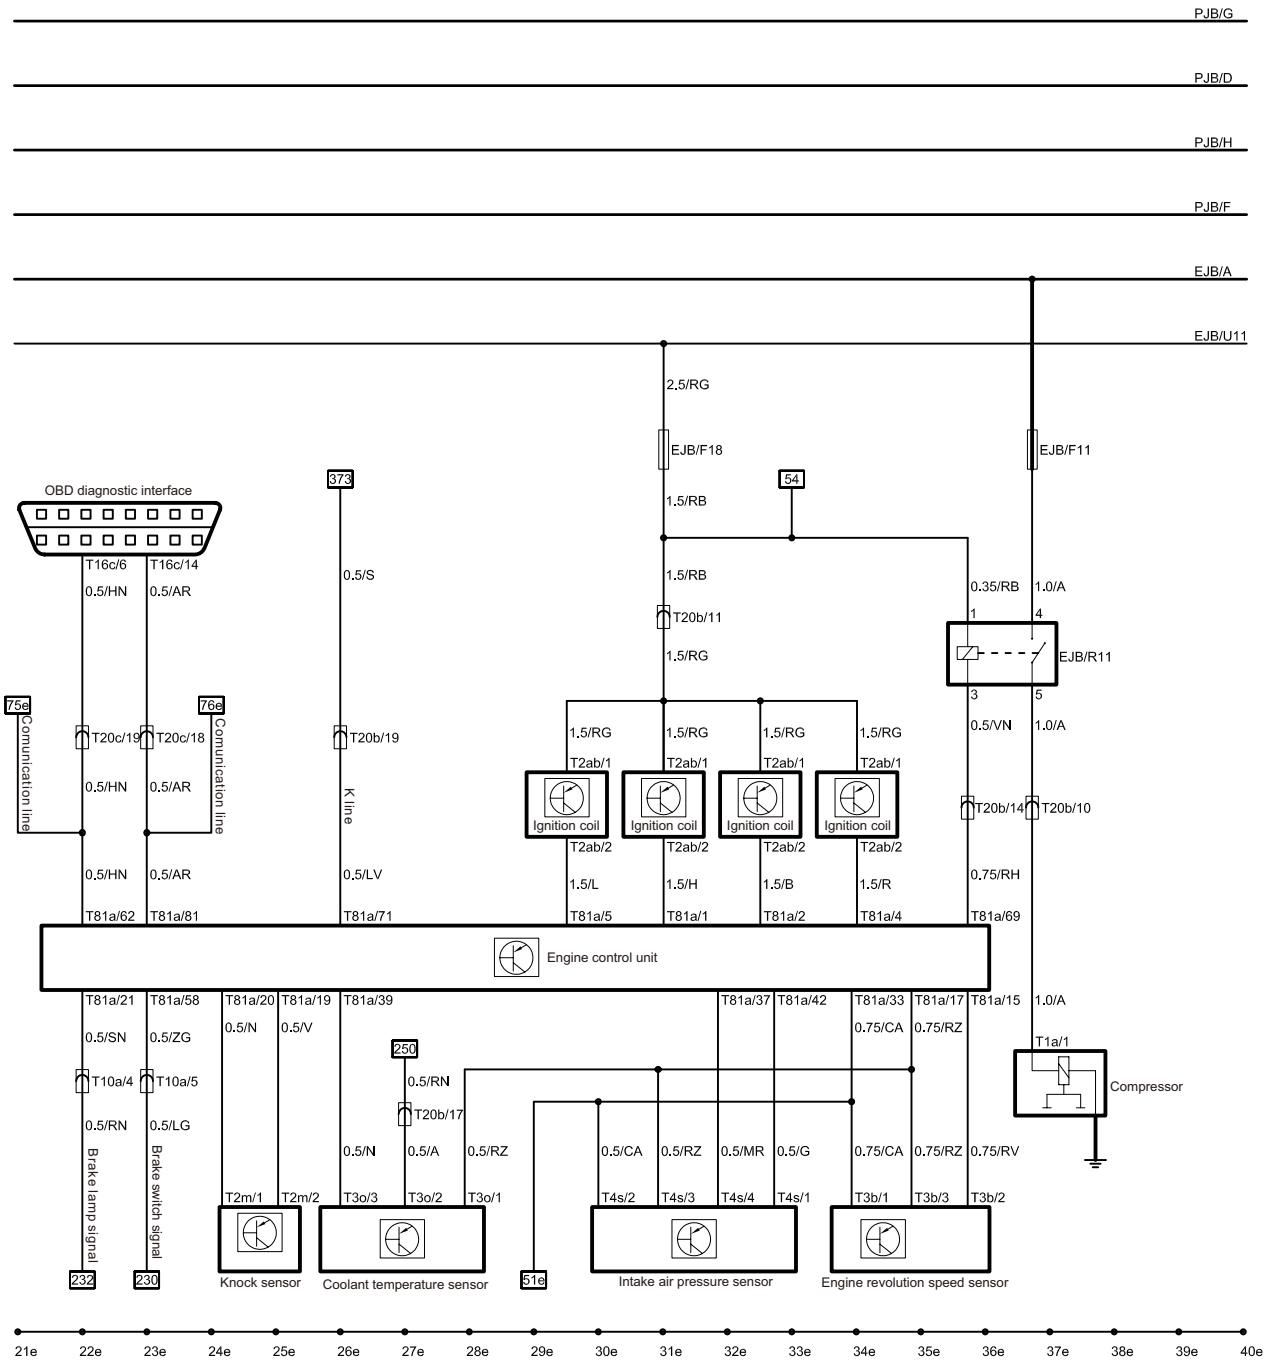 PJB/G
PJB/D
PJB/H
PJB/F
EJB/A
EJB/U11
2.5/RG
EJB/F18
EJB/F11
373
54
OBD diagnostic interface
1.5/RB
T16c/6
T16c/14
0.5/S
1.5/RB
0.5/HN
0.5/AR
0.35/RB
1.0/A
T20b/11
1
4
1.5/RG
EJB/R11
3
5
75e
76e
Comunication line
Comunication line
T20c/19
T20c/18
T20b/19
1.5/RG
1.5/RG
1.5/RG
1.5/RG
0.5/VN
1.0/A
T2ab/1
T2ab/1
T2ab/1
T2ab/1
0.5/HN
0.5/AR
K line
T20b/14
T20b/10
Ignition coil
Ignition coil
Ignition coil
Ignition coil
T2ab/2
T2ab/2
T2ab/2
T2ab/2
0.5/HN
0.5/AR
0.5/LV
1.5/L
1.5/H
1.5/B
1.5/R
0.75/RH
T81a/62
T81a/81
T81a/71
T81a/5
T81a/1
T81a/2
T81a/4
T81a/69
Engine control unit
T81a/21
T81a/58
T81a/20
T81a/19
T81a/39
T81a/37
T81a/42
T81a/33
T81a/17
T81a/15
1.0/A
0.5/SN
0.5/ZG
0.5/N
0.5/V
0.75/CA
0.75/RZ
T1a/1
250
T10a/4
T10a/5
0.5/RN
Compressor
T20b/17
0.5/RN
0.5/LG
Brake lamp signal
Brake switch signal
0.5/N
0.5/A
0.5/RZ
0.5/CA
0.5/RZ
0.5/MR
0.5/G
0.75/CA
0.75/RZ
0.75/RV
T2m/1
T2m/2
T3o/3
T3o/2
T3o/1
T4s/2
T4s/3
T4s/4
T4s/1
T3b/1
T3b/3
T3b/2
232
230
Knock sensor
Coolant temperature sensor
51e
Intake air pressure sensor
Engine revolution speed sensor
21e
22e
23e
24e
25e
26e
27e
28e
29e
30e
31e
32e
33e
34e
35e
36e
37e
38e
39e
40e